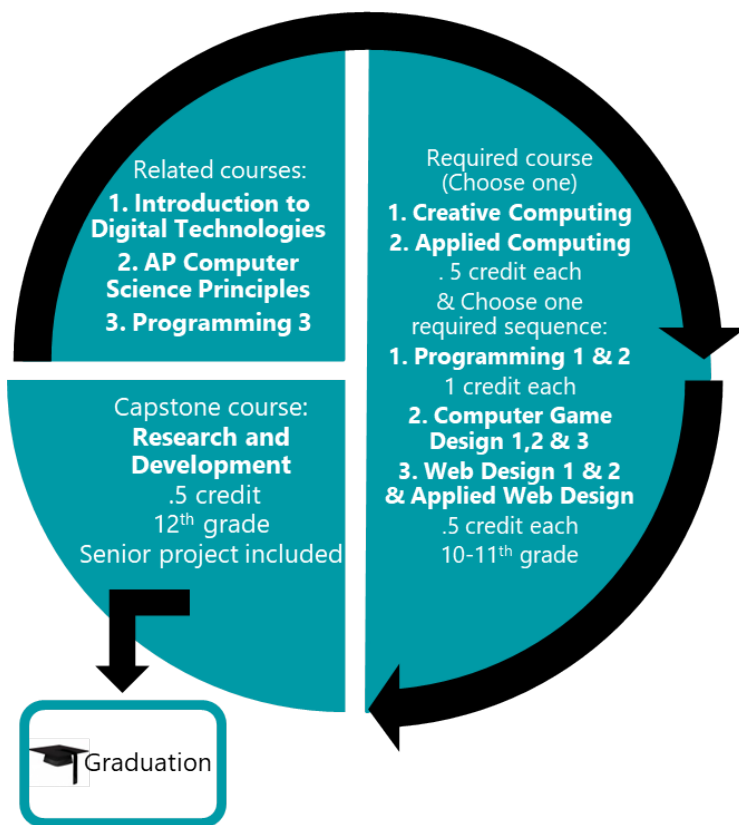 Related courses:
1. Introduction to
Digital Technologies
2. AP Computer
Science Principles
3. Programming 3
Required course
(Choose one)
1. Creative Computing
2. Applied Computing
. 5 credit each
& Choose one
required sequence:
1. Programming 1 & 2
1 credit each
2. Computer Game
Design 1,2 & 3
3. Web Design 1 & 2
& Applied Web Design
.5 credit each
10-11th grade
Capstone course:
Research and
Development
.5 credit
12th grade
Senior project included
Graduation